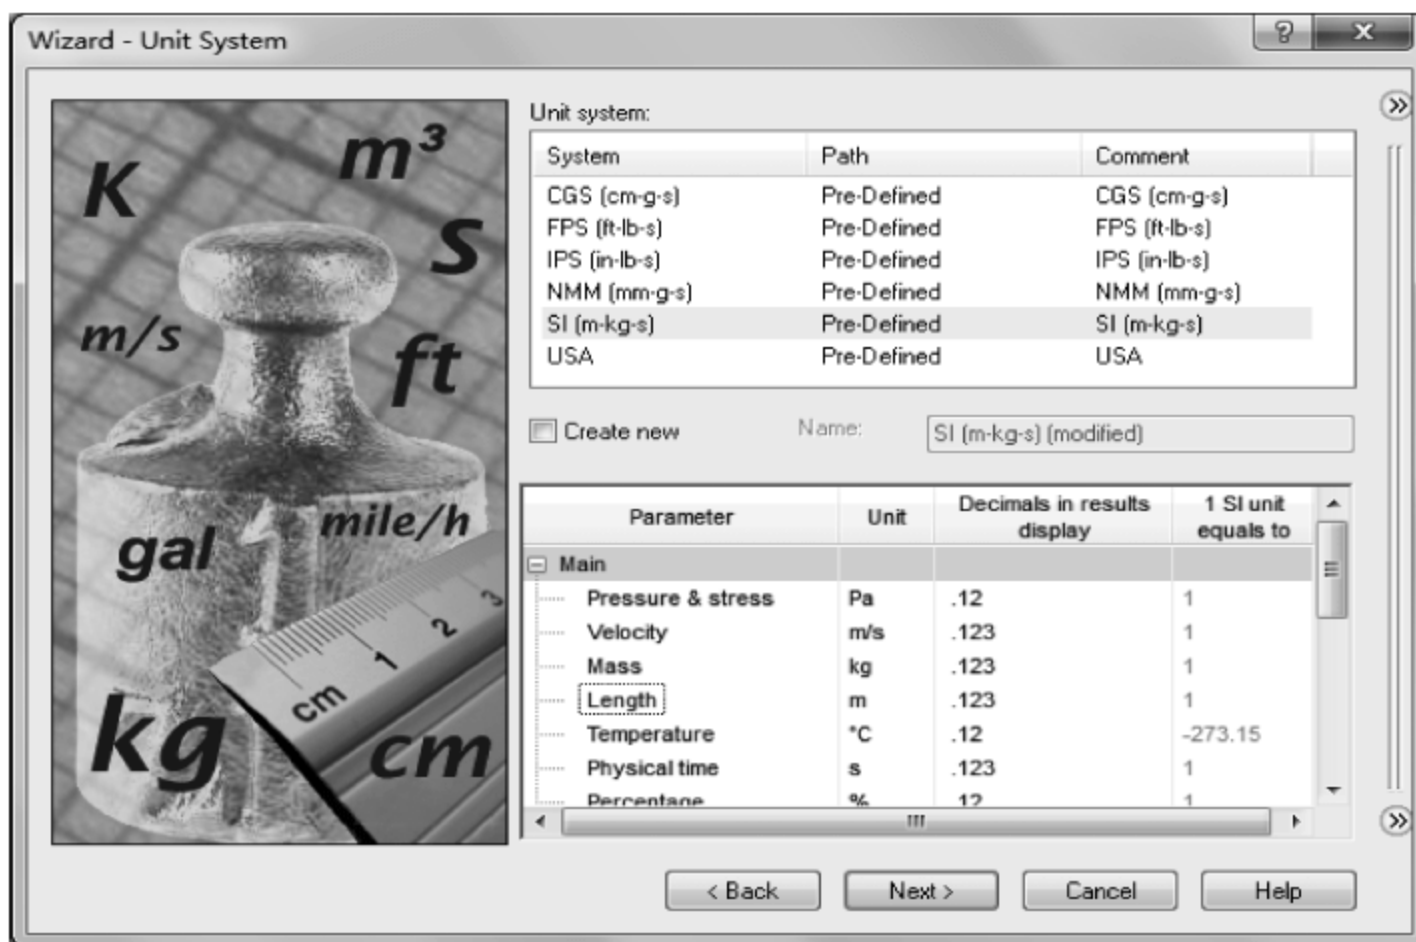 Wizard - Unit System
K
m³
s
m/s
ft
gal
mile/h
kg
cm
cm
1
2
3
Unit system:
System Path Comment
CGS (cm-g-s) Pre-Defined CGS (cm-g-s)
FPS (ft-lb-s) Pre-Defined FPS (ft-lb-s)
IPS (in-lb-s) Pre-Defined IPS (in-lb-s)
NMM (mm-g-s) Pre-Defined NMM (mm-g-s)
SI (m-kg-s) Pre-Defined SI (m-kg-s)
USA Pre-Defined USA
Create new Name: SI (m-kg-s) (modified)
Parameter Unit Decimals in results display 1 SI unit equals to
Main
Pressure & stress Pa .12 1
Velocity m/s .123 1
Mass kg .123 1
Length m .123 1
Temperature °C .12 -273.15
Physical time s .123 1
Percentage % .12 1
< Back Next > Cancel Help